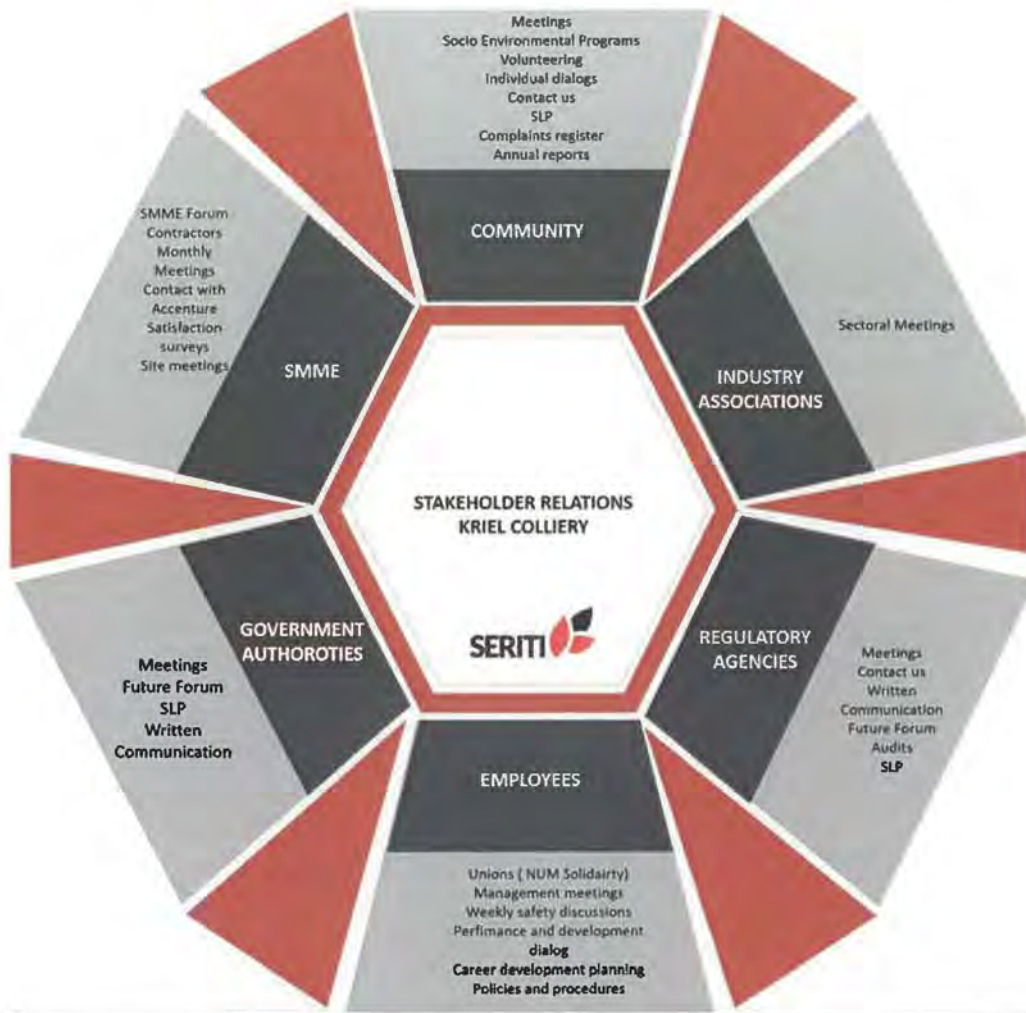 Meetings
Socio Environmental Programs
Volunteering
Individual dialogs
Contact us
SLP
Complaints register
Annual reports
COMMUNITY
SMME Forum
Contractors
Monthly
Meetings
Contact with
Accenture
Satisfaction
surveys
Site meetings
SMME
Sectoral Meetings
INDUSTRY
ASSOCIATIONS
STAKEHOLDER RELATIONS
KRIEL COLLIERY
SERITI
GOVERNMENT
AUTHOROTIES
Meetings
Future Forum
SLP
Written
Communication
REGULATORY
AGENCIES
Meetings
Contact us
Written
Communication
Future Forum
Audits
SLP
EMPLOYEES
Unions ( NUM Solidairty)
Management meetings
Weekly safety discussions
Perfimance and development
dialog
Career development planning
Policies and procedures